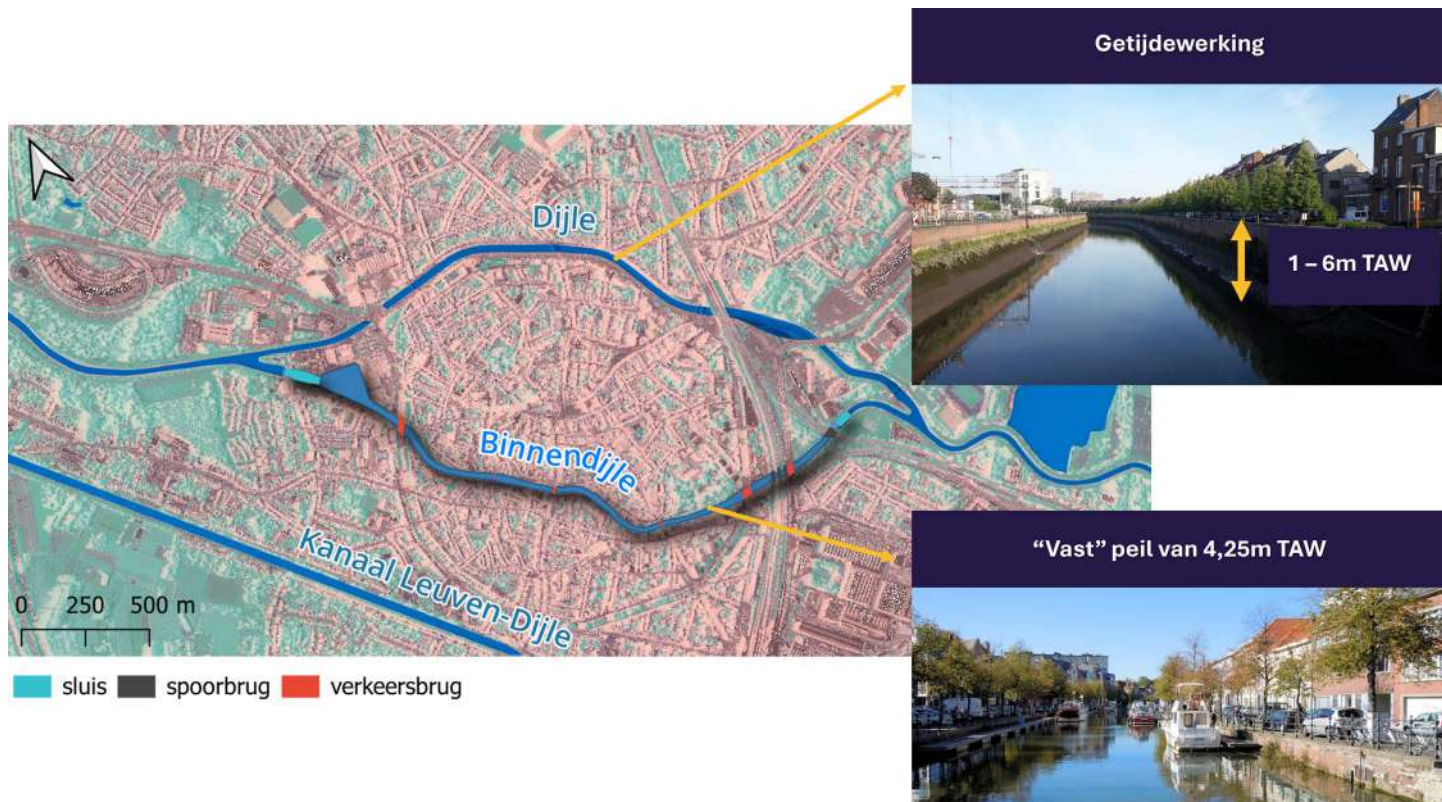 Getijdewerking
1 – 6m TAW
Dijle
Binnendijle
Kanaal Leuven-Dijle
0 250 500 m
sluis spoorbrug verkeersbrug
“Vast” peil van 4,25m TAW